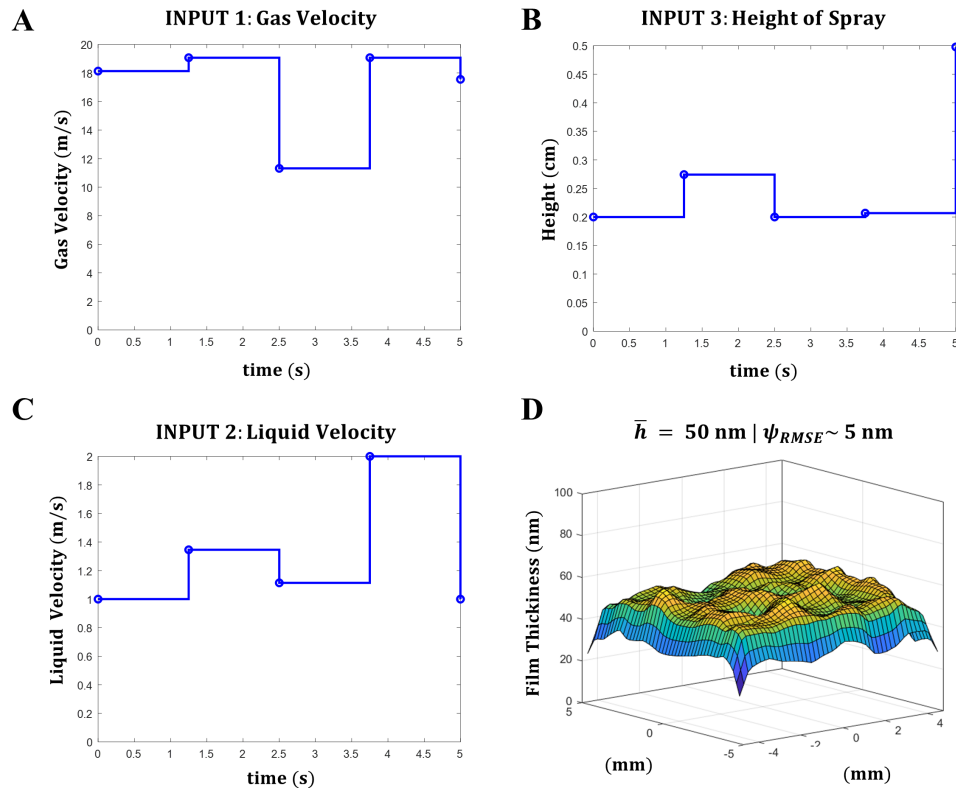 A
INPUT 1: Gas Velocity
20
18
16
14
12
10
8
6
4
2
0
Gas Velocity (m/s)
0 0.5 1 1.5 2 2.5 3 3.5 4 4.5 5
time (s)
B
INPUT 3: Height of Spray
0.5
0.45
0.4
0.35
0.3
0.25
0.2
0.15
0.1
0.05
0
Height (cm)
0 0.5 1 1.5 2 2.5 3 3.5 4 4.5 5
time (s)
C
INPUT 2: Liquid Velocity
2
1.8
1.6
1.4
1.2
1
0.8
0.6
0.4
0.2
0
Liquid Velocity (m/s)
0 0.5 1 1.5 2 2.5 3 3.5 4 4.5 5
time (s)
D
h̅ = 50 nm | ψRMSE~ 5 nm
100
80
60
40
20
0
Film Thickiness (nm)
5 0 -5
(mm)
-4 -2 0 2 4
(mm)